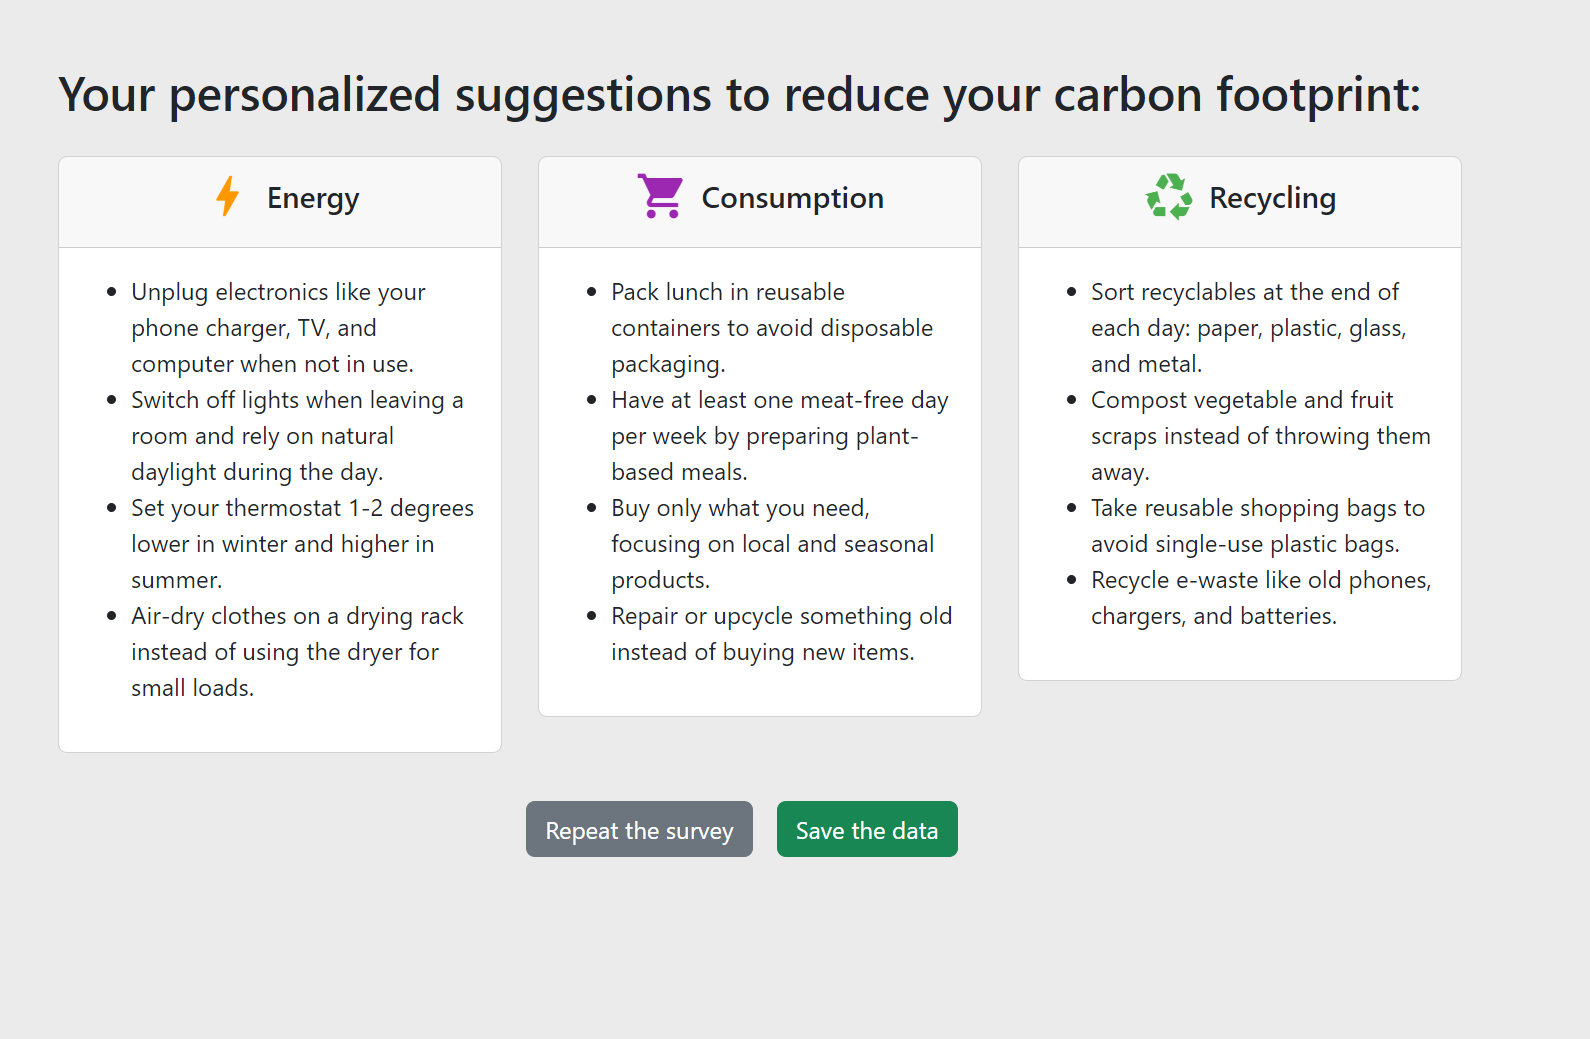 Your personalized suggestions to reduce your carbon footprint:
Energy
Unplug electronics like your
phone charger, TV, and
computer when not in use.
Switch off lights when leaving a
room and rely on natural
daylight during the day.
Set your thermostat 1-2 degrees
lower in winter and higher in
summer.
Air-dry clothes on a drying rack
instead of using the dryer for
small loads.
Consumption
Pack lunch in reusable
containers to avoid disposable
packaging.
Have at least one meat-free day
per week by preparing plant-
based meals.
Buy only what you need,
focusing on local and seasonal
products.
Repair or upcycle something old
instead of buying new items.
Recycling
Sort recyclables at the end of
each day: paper, plastic, glass,
and metal.
Compost vegetable and fruit
scraps instead of throwing them
away.
Take reusable shopping bags to
avoid single-use plastic bags.
Recycle e-waste like old phones,
chargers, and batteries.
Repeat the survey
Save the data